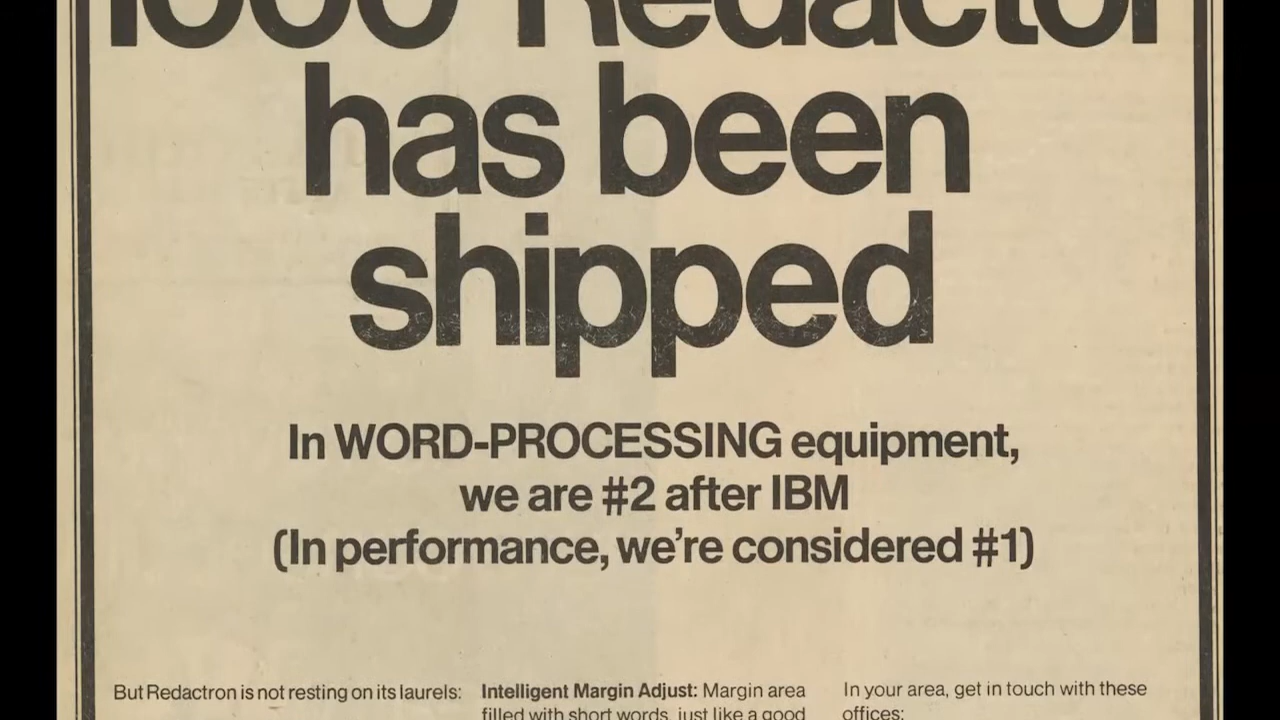 Redactor
has been
shipped
In WORD-PROCESSING equipment,
we are #2 after IBM
(In performance, we're considered #1)
But Redactron is not resting on its laurels:
Intelligent Margin Adjust: Margin area
filled with short words, just like a good
In your area, get in touch with these
offices: